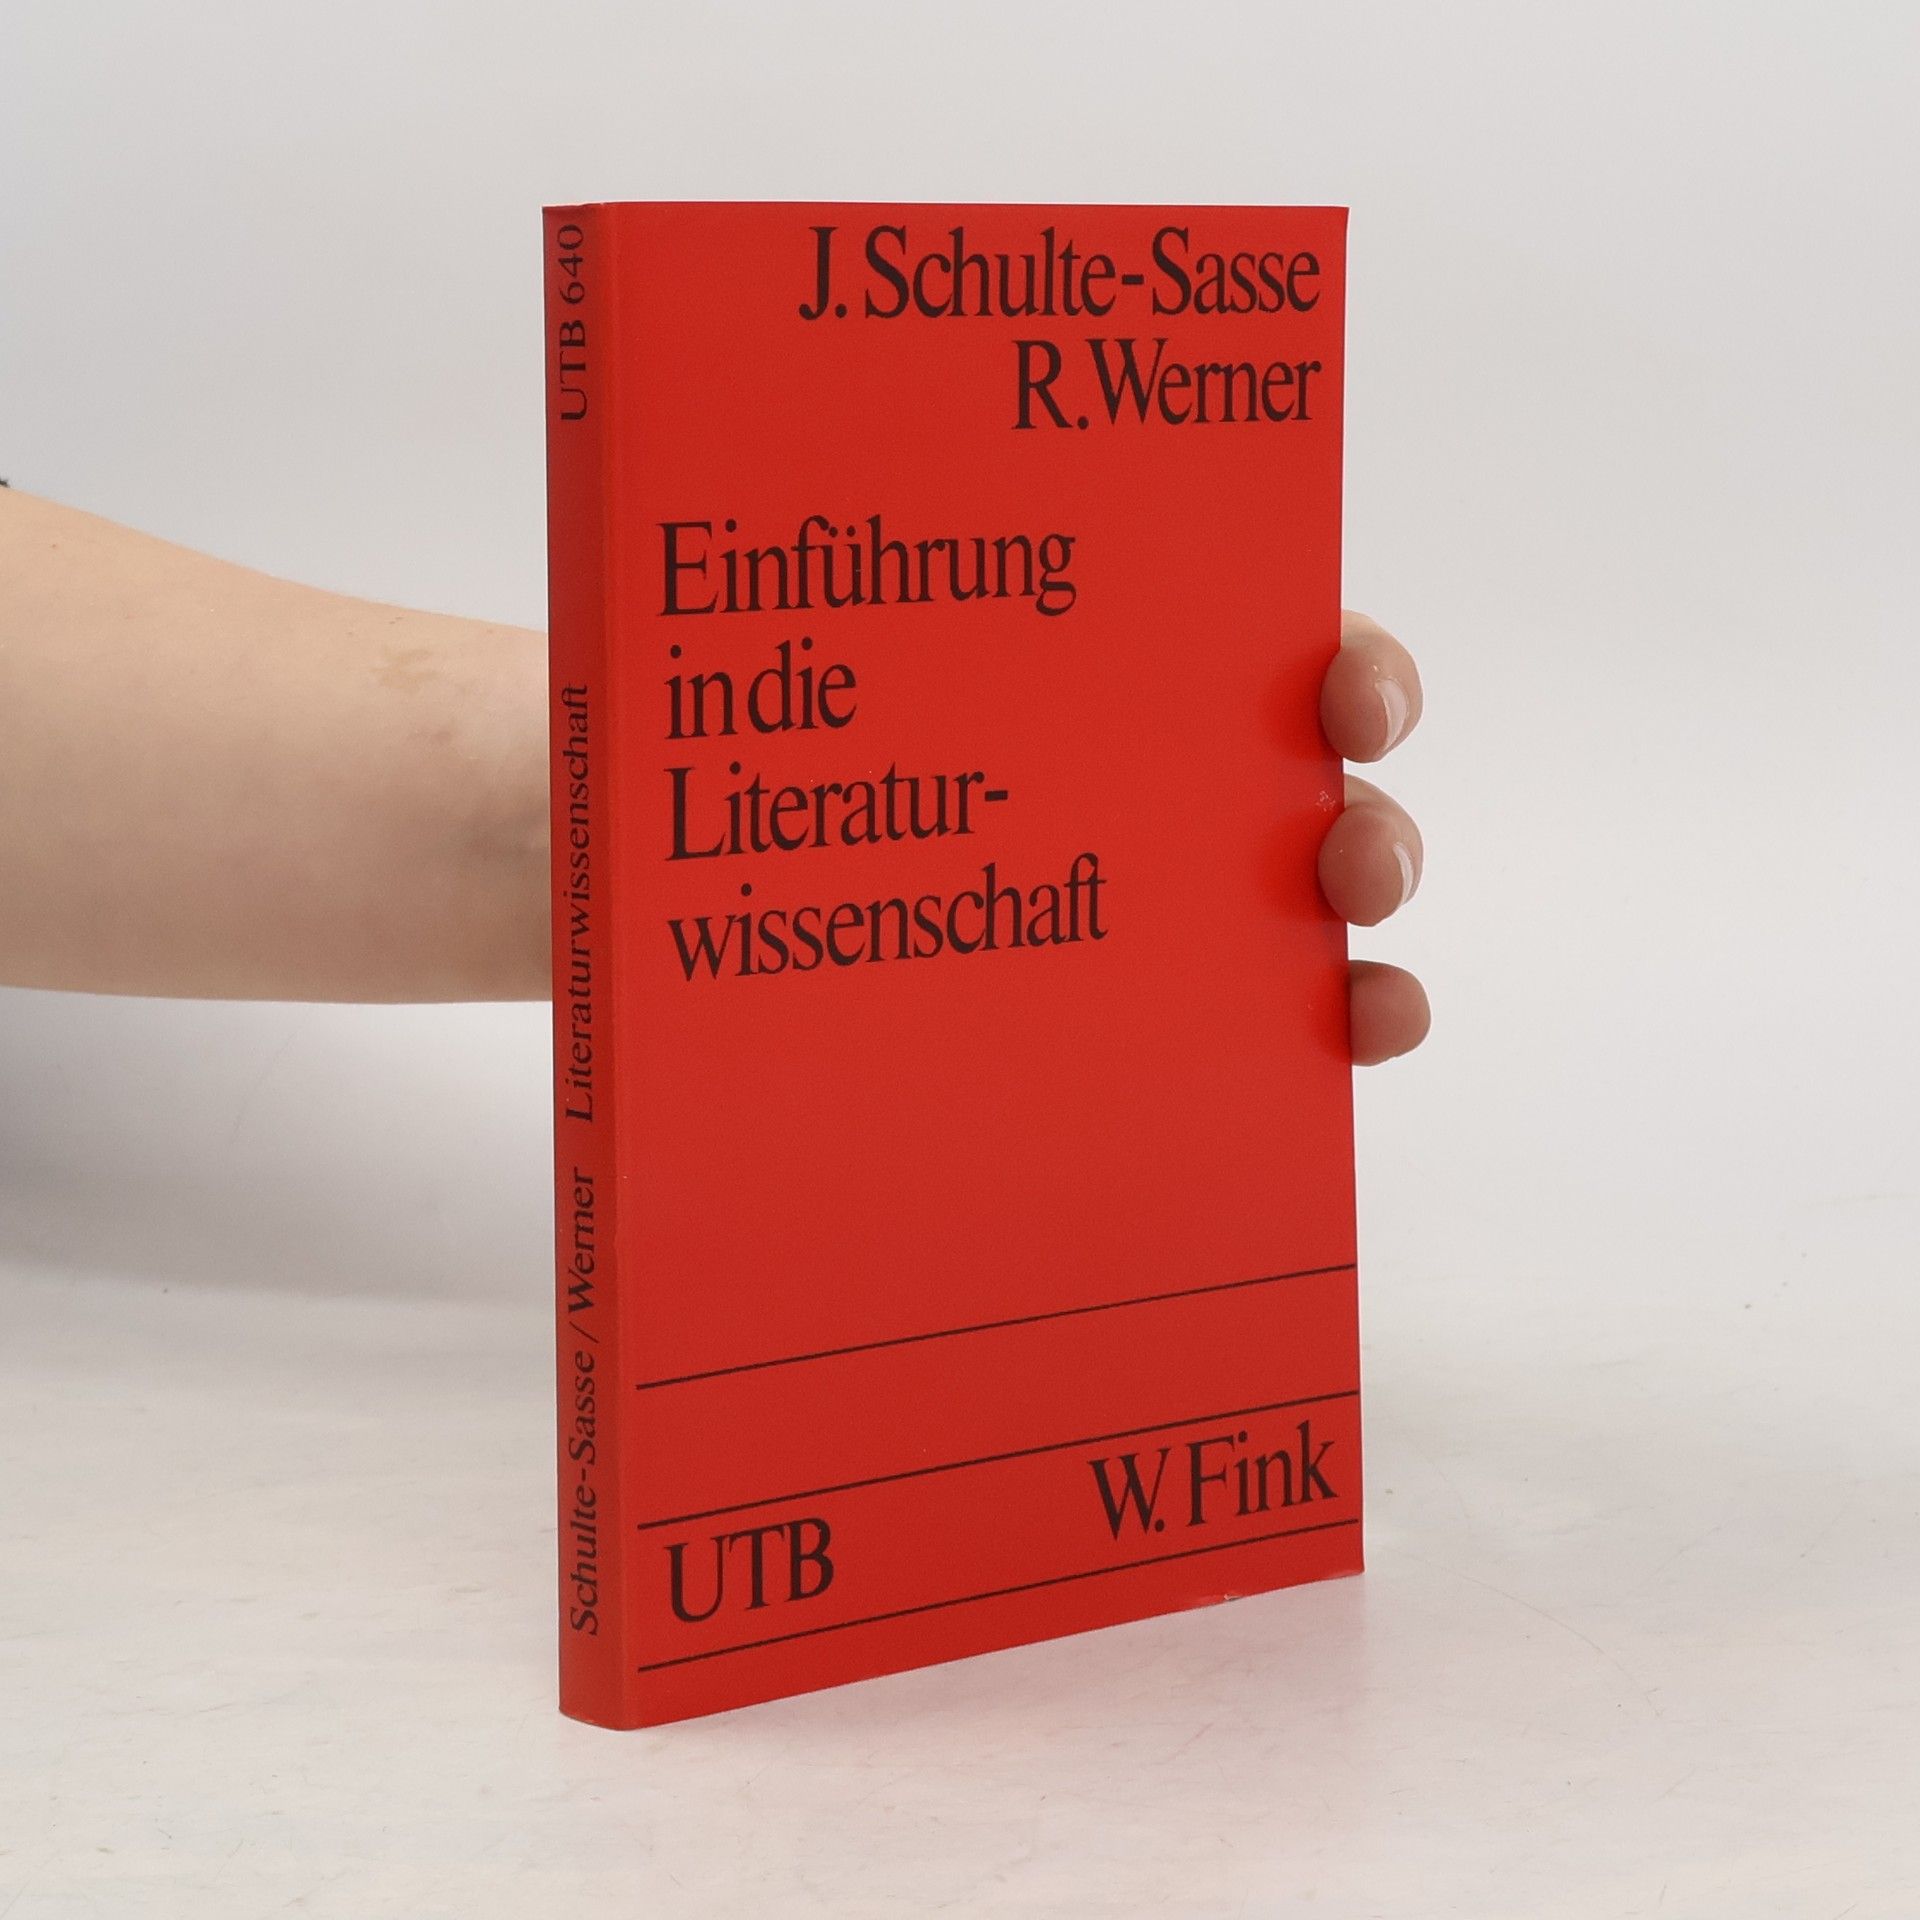 J. Schulte-Sasse
R. Werner
Einführung
in die
Literatur-
wissenschaft
W. Fink
UTB
Schulte-Sasse / Werner Literaturwissenschaft UTB 640